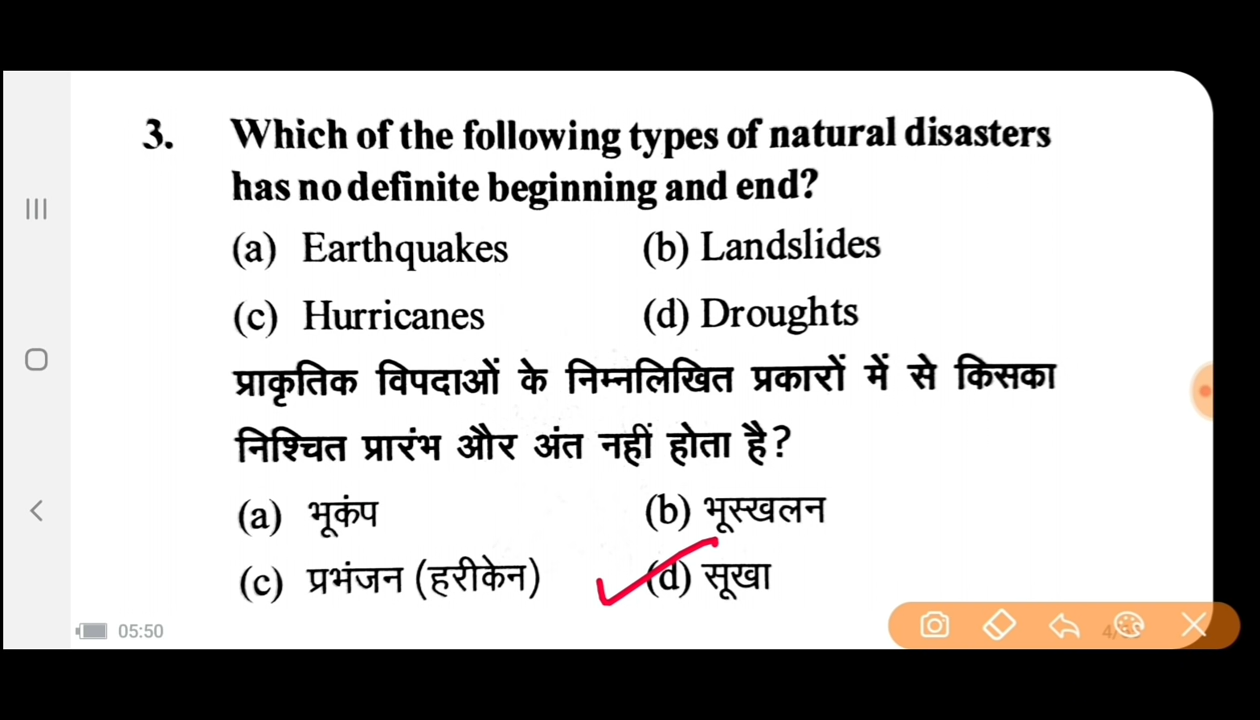 3. Which of the following types of natural disasters
has no definite beginning and end?
(a) Earthquakes (b) Landslides
(c) Hurricanes (d) Droughts
प्राकृतिक विपदाओं के निम्नलिखित प्रकारों में से किसका
निश्चित प्रारंभ और अंत नहीं होता है?
(a) भूकंप (b) भूस्खलन
(c) प्रभंजन (हरीकेन) (d) सूखा
05:50